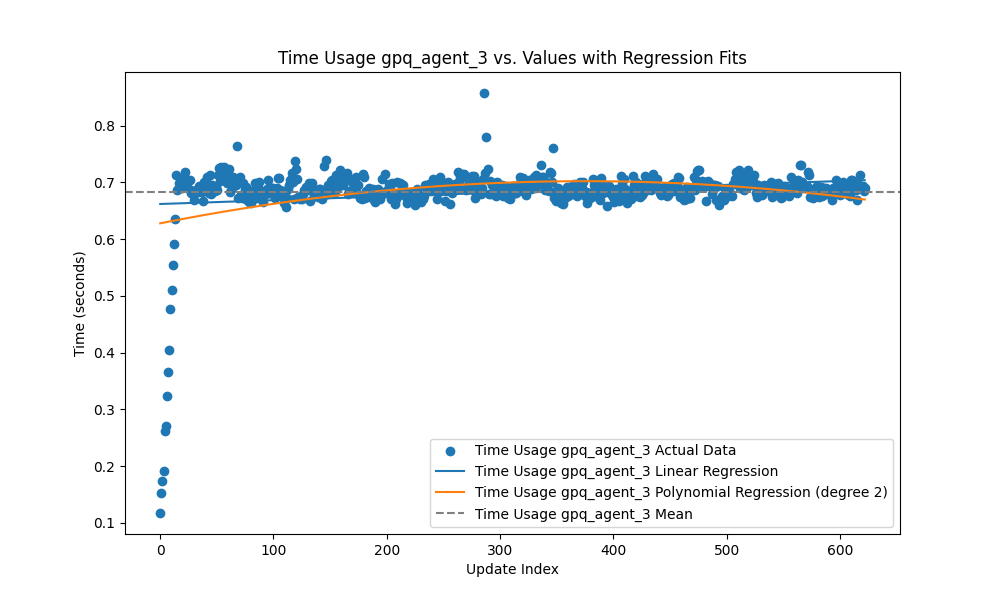 Time Usage gpq_agent_3 vs. Values with Regression Fits
0.8
0.7
0.6
0.5
0.4
0.3
0.2
0.1
Time (seconds)
Time Usage gpq_agent_3 Actual Data
Time Usage gpq_agent_3 Linear Regression
Time Usage gpq_agent_3 Polynomial Regression (degree 2)
Time Usage gpq_agent_3 Mean
0 100 200 300 400 500 600
Update Index